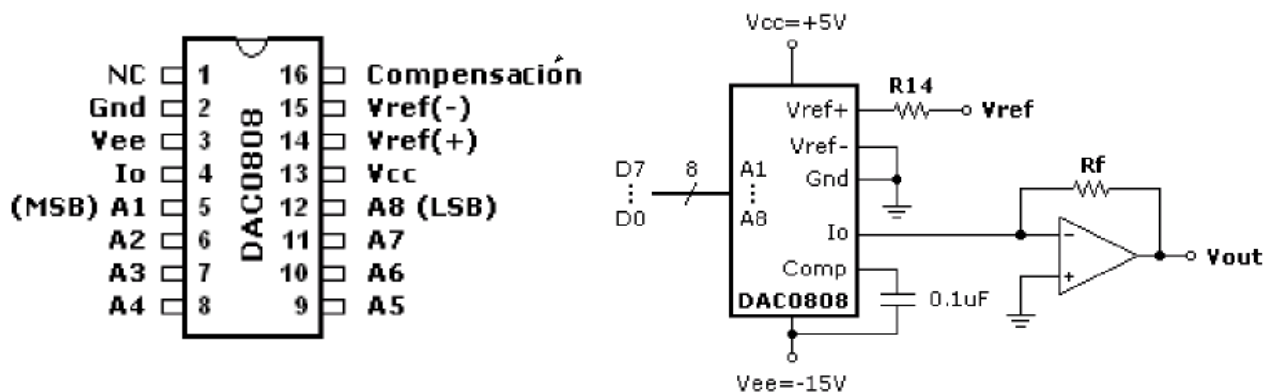 NC 1 16 Compensación
Gnd 2 15 Vref(-)
Vee 3 14 Vref(+)
Io 4 13 Vcc
(MSB) A1 5 12 A8 (LSB)
A2 6 11 A7
A3 7 10 A6
A4 8 9 A5
DAC0808
Vcc=+5V
Vref+
R14
Vref
Vref-
Gnd
D7
8
A1
D0
A8
Io
Rf
-
+
Vout
Comp
DAC0808
0.1uF
Vee=-15V